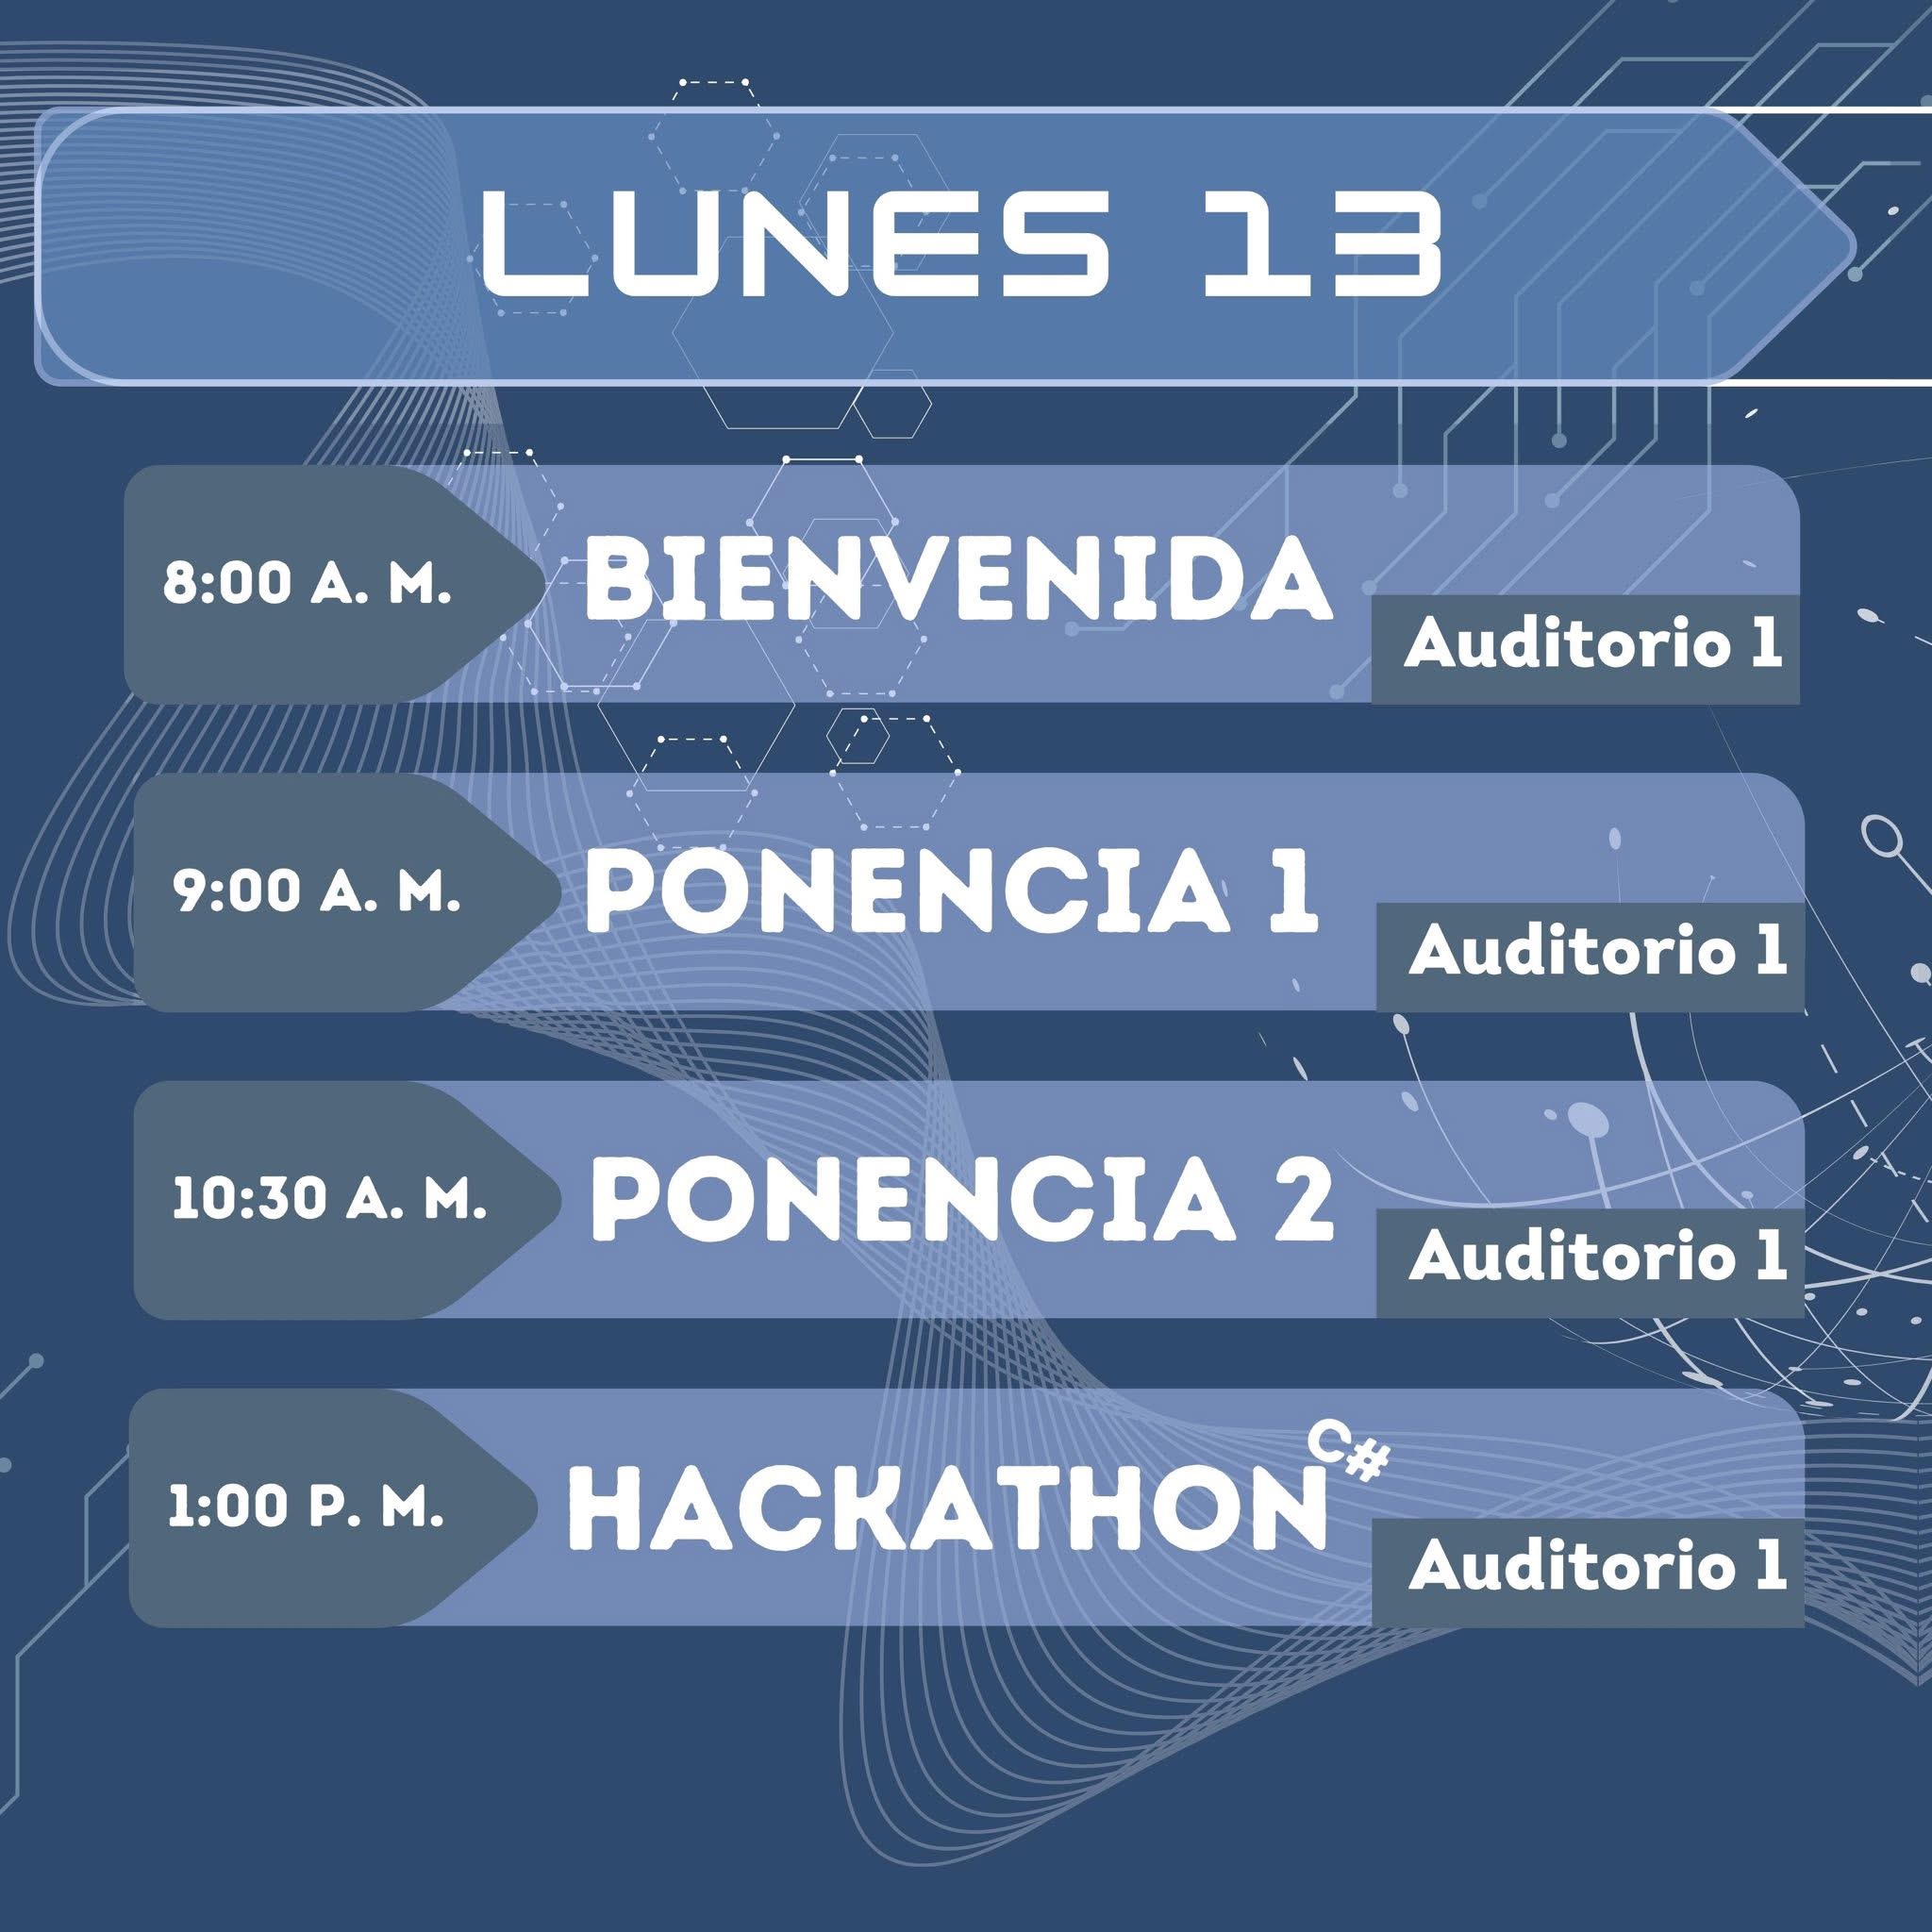 LUNES 13
8:00 A. M.
BIENVENIDA
Auditorio 1
9:00 A. M.
PONENCIA 1
Auditorio 1
10:30 A. M.
PONENCIA 2
Auditorio 1
1:00 P. M.
HACKATHON C#
Auditorio 1